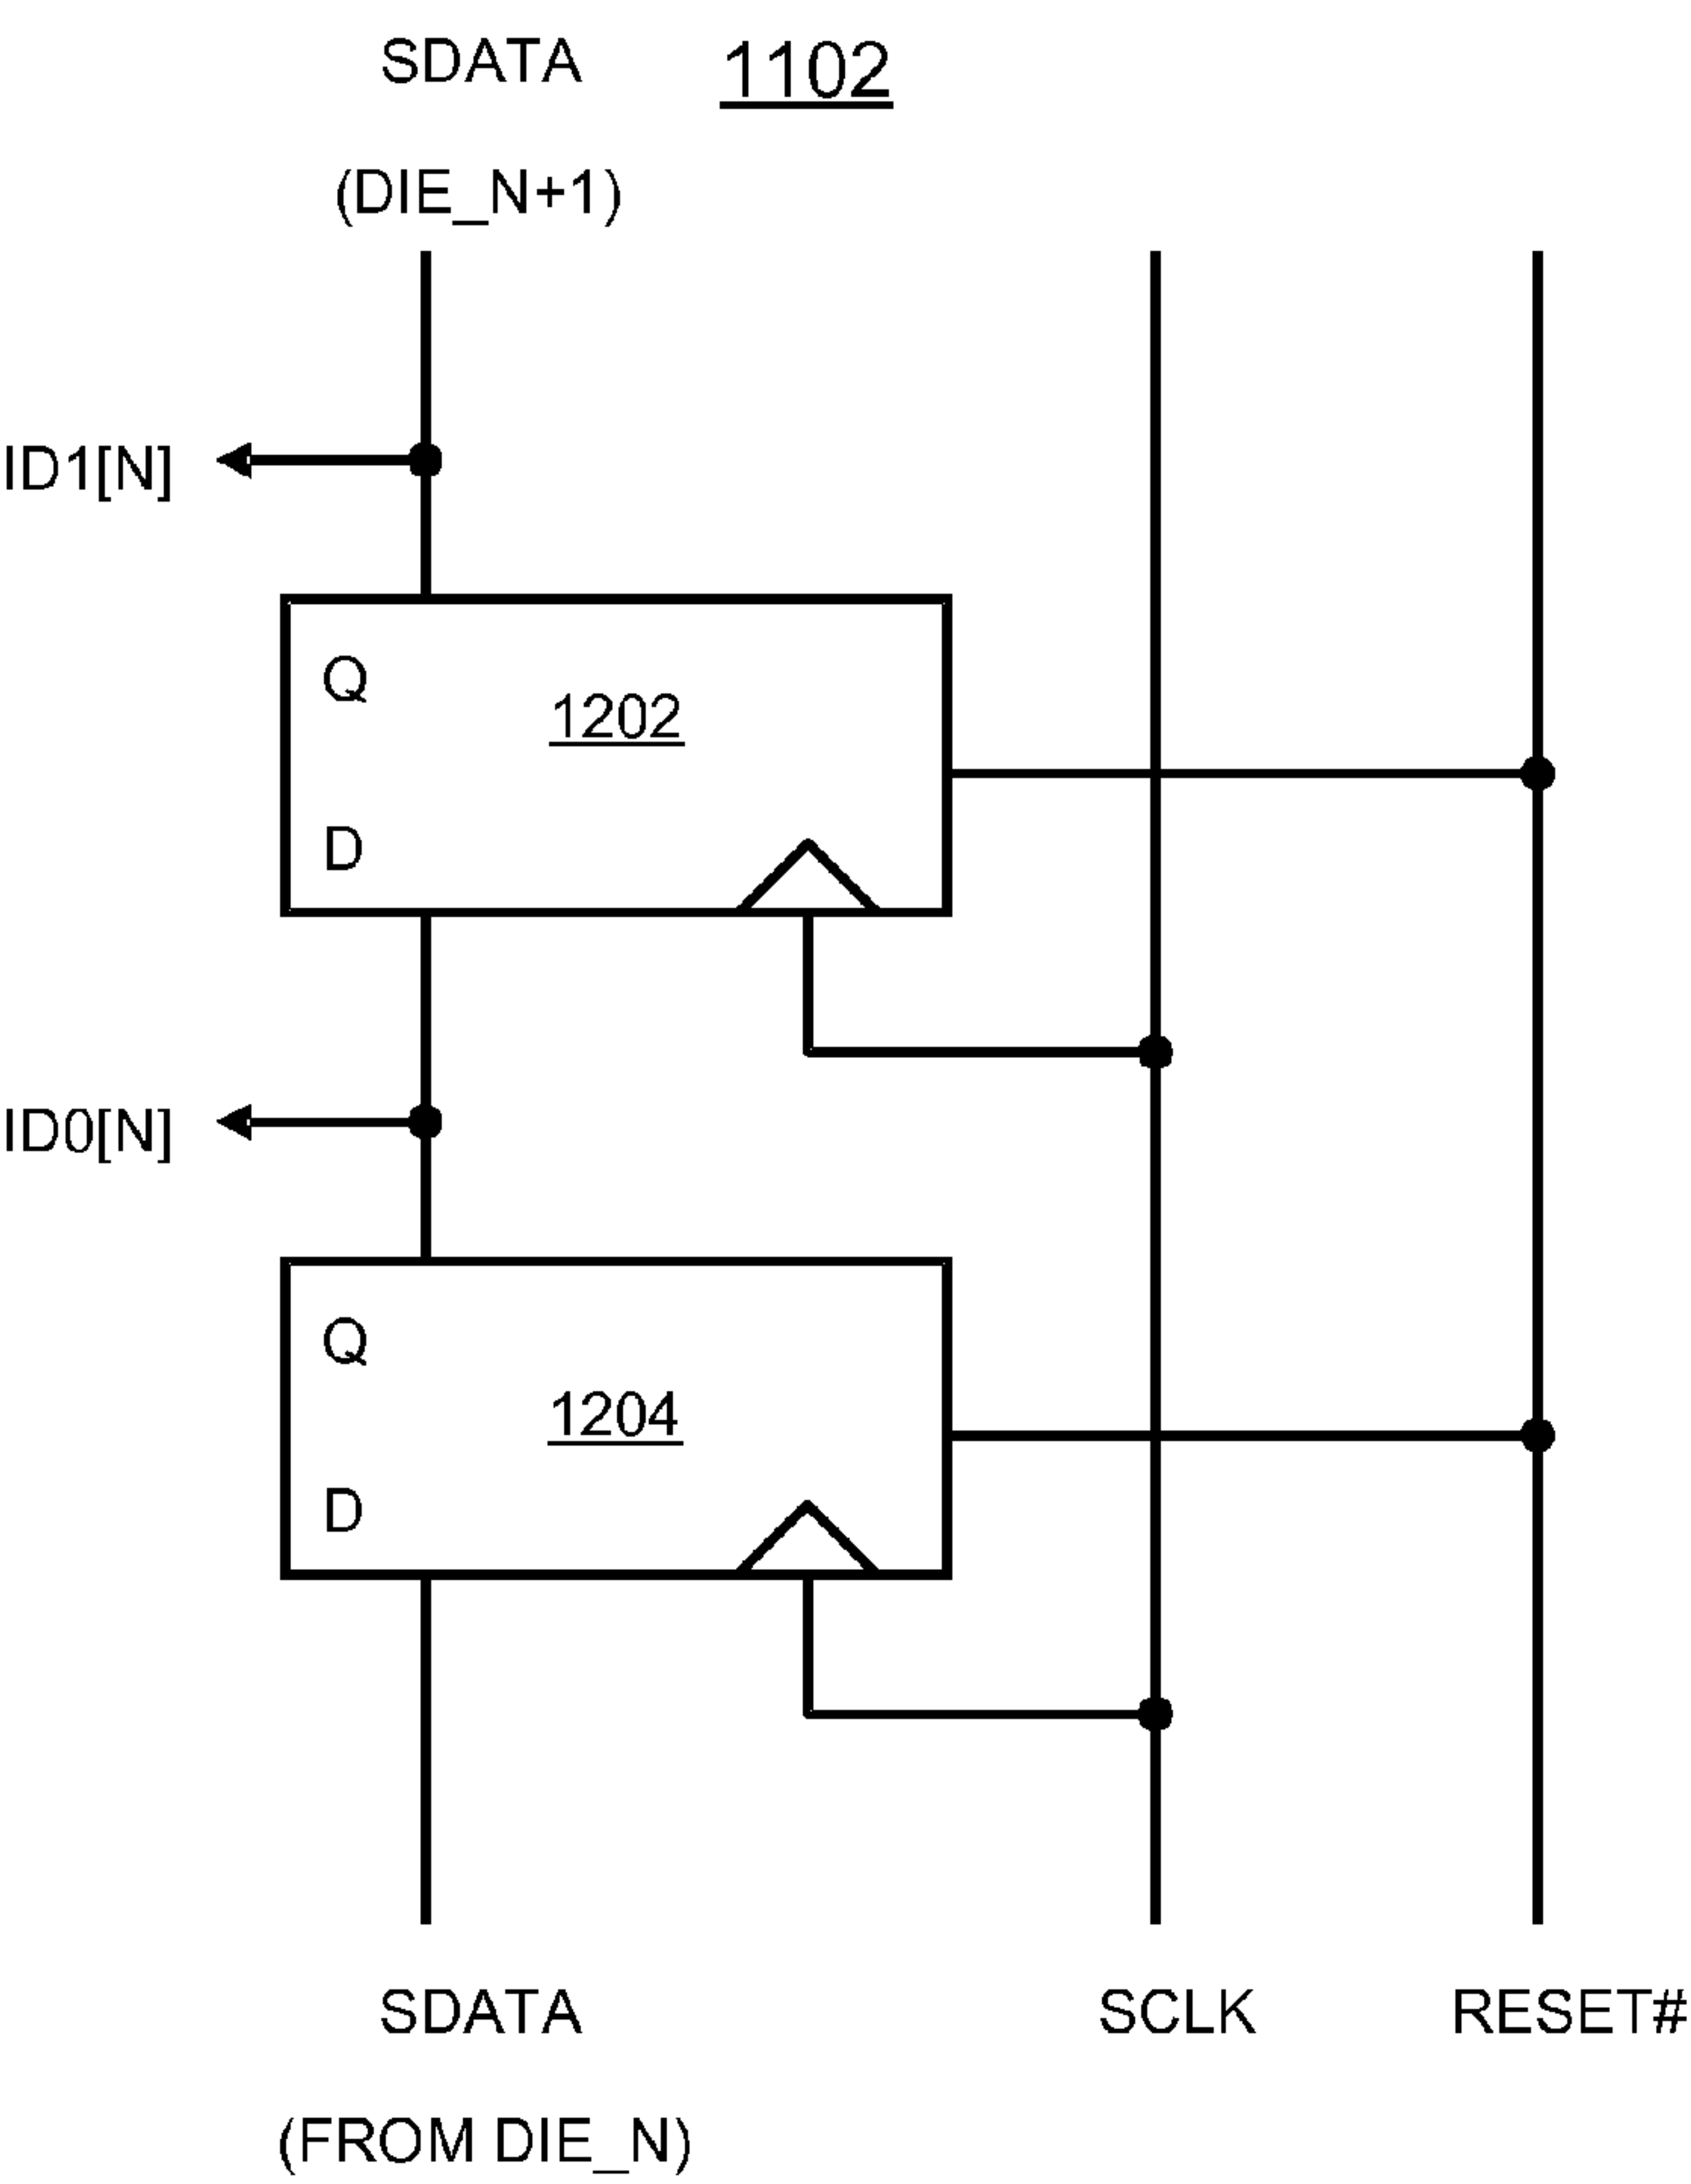 SDATA
1102
(DIE_N+1)
ID1[N]
Q
1202
D
ID0[N]
Q
1204
D
SDATA
SCLK
RESET#
(FROM DIE_N)